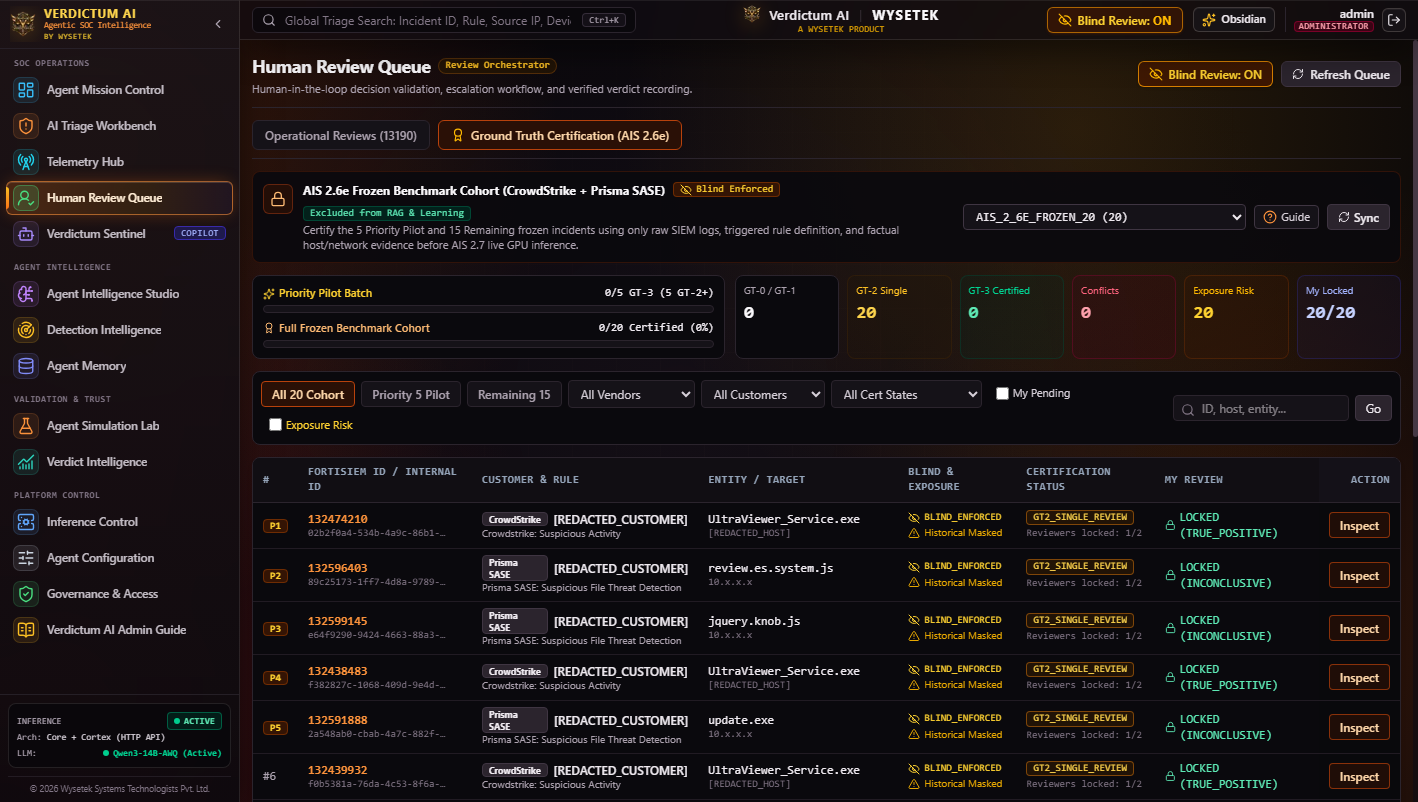 VERDICTUM AI
Agentic SOC Intelligence
BY WYSETEK
SOC OPERATIONS
Agent Mission Control
AI Triage Workbench
Telemetry Hub
Human Review Queue
Verdictum Sentinel COPILOT
AGENT INTELLIGENCE
Agent Intelligence Studio
Detection Intelligence
Agent Memory
VALIDATION & TRUST
Agent Simulation Lab
Verdict Intelligence
PLATFORM CONTROL
Inference Control
Agent Configuration
Governance & Access
Verdictum AI Admin Guide
INFERENCE ACTIVE
Arch: Core + Cortex (HTTP API)
LLM: Qwen3-14B-AWQ (Active)
© 2026 Wysetek Systems Technologists Pvt. Ltd.
Global Triage Search: Incident ID, Rule, Source IP, Devic Ctrl+K
Verdictum AI | WYSETEK
A WYSETEK PRODUCT
Blind Review: ON
Obsidian
admin
ADMINISTRATOR
Human Review Queue Review Orchestrator
Human-in-the-loop decision validation, escalation workflow, and verified verdict recording.
Blind Review: ON
Refresh Queue
Operational Reviews (13190)
Ground Truth Certification (AIS 2.6e)
AIS 2.6e Frozen Benchmark Cohort (CrowdStrike + Prisma SASE) Blind Enforced
Excluded from RAG & Learning
Certify the 5 Priority Pilot and 15 Remaining frozen incidents using only raw SIEM logs, triggered rule definition, and factual
host/network evidence before AIS 2.7 live GPU inference.
AIS_2_6E_FROZEN_20 (20)
Guide
Sync
Priority Pilot Batch 0/5 GT-3 (5 GT-2+)
Full Frozen Benchmark Cohort 0/20 Certified (0%)
GT-0 / GT-1
0
GT-2 Single
20
GT-3 Certified
0
Conflicts
0
Exposure Risk
20
My Locked
20/20
All 20 Cohort
Priority 5 Pilot
Remaining 15
All Vendors
All Customers
All Cert States
My Pending
Exposure Risk
ID, host, entity...
Go
# FORTISIEM ID / INTERNAL ID CUSTOMER & RULE ENTITY / TARGET BLIND & EXPOSURE CERTIFICATION STATUS MY REVIEW ACTION
P1 132474210 CrowdStrike [REDACTED_CUSTOMER] UltraViewer_Service.exe BLIND_ENFORCED GT2_SINGLE_REVIEW LOCKED Inspect
02b2f0a4-534b-4a9c-86b1-… Crowdstrike: Suspicious Activity [REDACTED_HOST] Historical Masked Reviewers locked: 1/2 (TRUE_POSITIVE)
P2 132596403 Prisma SASE [REDACTED_CUSTOMER] review.es.system.js BLIND_ENFORCED GT2_SINGLE_REVIEW LOCKED Inspect
89c25173-1ff7-4d8a-9789-… Prisma SASE: Suspicious File Threat Detection 10.x.x.x Historical Masked Reviewers locked: 1/2 (INCONCLUSIVE)
P3 132599145 Prisma SASE [REDACTED_CUSTOMER] jquery.knob.js BLIND_ENFORCED GT2_SINGLE_REVIEW LOCKED Inspect
e64f9290-9424-4663-88a3-… Prisma SASE: Suspicious File Threat Detection 10.x.x.x Historical Masked Reviewers locked: 1/2 (INCONCLUSIVE)
P4 132438483 CrowdStrike [REDACTED_CUSTOMER] UltraViewer_Service.exe BLIND_ENFORCED GT2_SINGLE_REVIEW LOCKED Inspect
f382827c-1068-409d-9e4d-… Crowdstrike: Suspicious Activity [REDACTED_HOST] Historical Masked Reviewers locked: 1/2 (TRUE_POSITIVE)
P5 132591888 Prisma SASE [REDACTED_CUSTOMER] update.exe BLIND_ENFORCED GT2_SINGLE_REVIEW LOCKED Inspect
2a548ab0-cbab-4a7c-882f-… Prisma SASE: Suspicious File Threat Detection 10.x.x.x Historical Masked Reviewers locked: 1/2 (INCONCLUSIVE)
#6 132439932 CrowdStrike [REDACTED_CUSTOMER] UltraViewer_Service.exe BLIND_ENFORCED GT2_SINGLE_REVIEW LOCKED Inspect
f0b5381a-76da-4c53-8f6a-… Crowdstrike: Suspicious Activity [REDACTED_HOST] Historical Masked Reviewers locked: 1/2 (TRUE_POSITIVE)